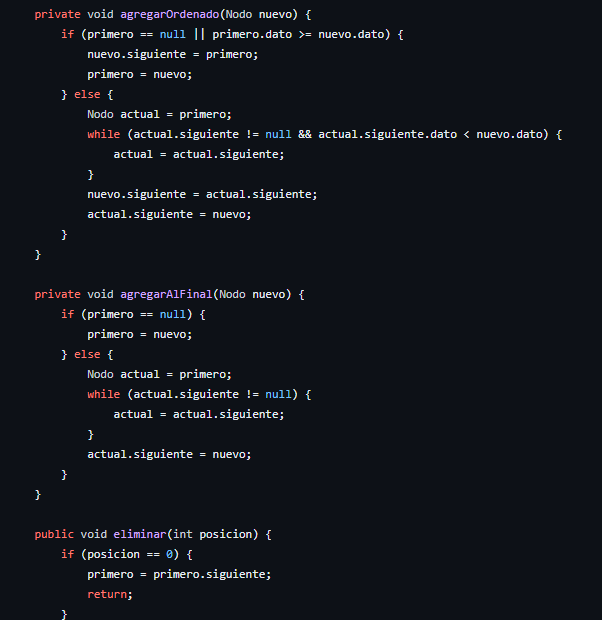 private void agregarOrdenado(Nodo nuevo) {
if (primero == null || primero.dato >= nuevo.dato) {
nuevo.siguiente = primero;
primero = nuevo;
} else {
Nodo actual = primero;
while (actual.siguiente != null && actual.siguiente.dato < nuevo.dato) {
actual = actual.siguiente;
}
nuevo.siguiente = actual.siguiente;
actual.siguiente = nuevo;
}
}
private void agregarAlFinal(Nodo nuevo) {
if (primero == null) {
primero = nuevo;
} else {
Nodo actual = primero;
while (actual.siguiente != null) {
actual = actual.siguiente;
}
actual.siguiente = nuevo;
}
}
public void eliminar(int posicion) {
if (posicion == 0) {
primero = primero.siguiente;
return;
}